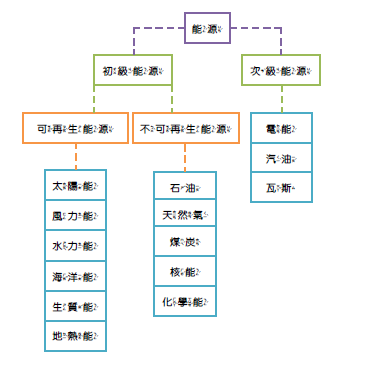 能源
初級能源
次級能源
可再生能源
不可再生能源
電能
汽油
瓦斯
太陽能
風力能
水力能
海洋能
生質能
地熱能
石油
天然氣
煤炭
核能
化學能